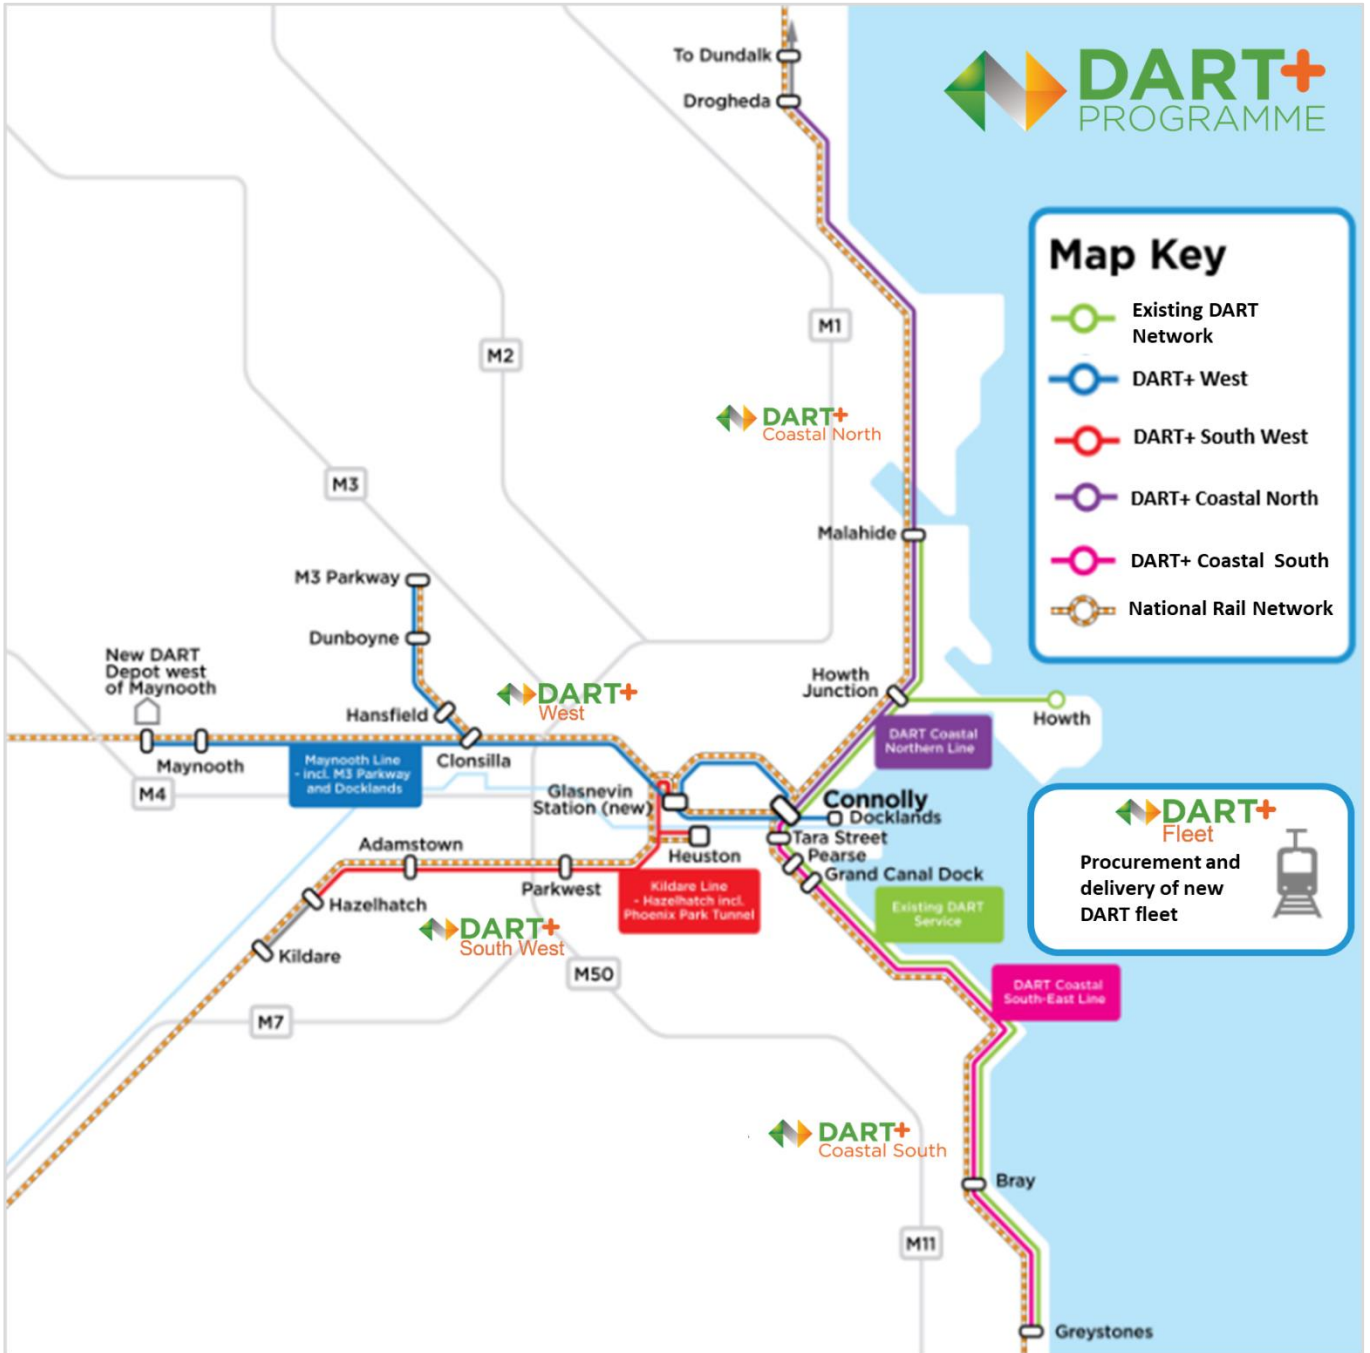 To Dundalk
Drogheda
DART+
PROGRAMME
Map Key
Existing DART
Network
DART+ West
DART+ South West
DART+ Coastal North
DART+ Coastal South
National Rail Network
M1
M2
DART+
Coastal North
M3
Malahide
M3 Parkway
Dunboyne
New DART
Depot west
of Maynooth
Hansfield
DART+
West
Howth
Junction
Howth
DART Coastal
Northern Line
Maynooth
Clonsilla
Maynooth Line
- incl. M3 Parkway
and Docklands
M4
Glasnevin
Station (new)
Connolly
Docklands
Tara Street
Pearse
Grand Canal Dock
Heuston
DART+
Fleet
Procurement and
delivery of new
DART fleet
Adamstown
Parkwest
Hazelhatch
Kildare
Kildare Line
- Hazelhatch incl.
Phoenix Park Tunnel
Existing DART
Service
DART+
South West
M50
M7
DART Coastal
South-East Line
DART+
Coastal South
Bray
M11
Greystones